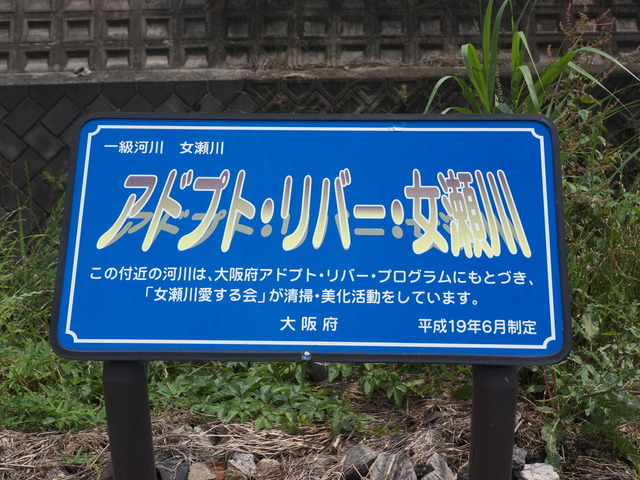 一級河川　女瀬川
アドプト・リバー・女瀬川
この付近の河川は、大阪府アドプト・リバー・プログラムにもとづき、
「女瀬川愛する会」が清掃・美化活動をしています。
大阪府　平成19年6月制定